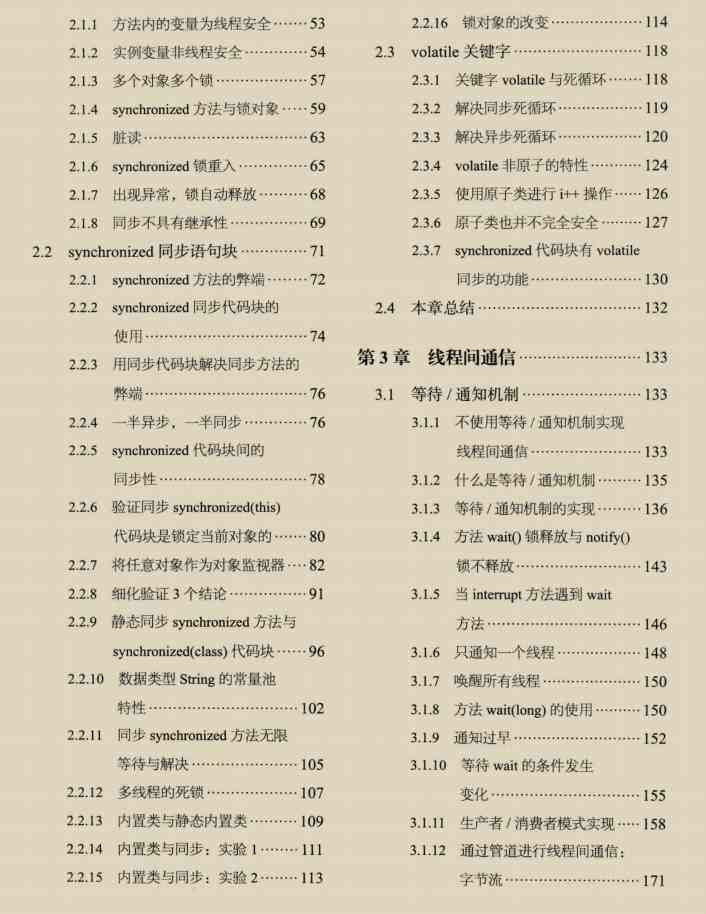 2.1.1 方法内的变量为线程安全……53
2.1.2 实例变量非线程安全……54
2.1.3 多个对象多个锁……57
2.1.4 synchronized 方法与锁对象……59
2.1.5 脏读……63
2.1.6 synchronized 锁重入……65
2.1.7 出现异常，锁自动释放……68
2.1.8 同步不具有继承性……69
2.2 synchronized 同步语句块……71
2.2.1 synchronized 方法的弊端……72
2.2.2 synchronized 同步代码块的
使用……74
2.2.3 用同步代码块解决同步方法的
弊端……76
2.2.4 一半异步，一半同步……76
2.2.5 synchronized 代码块间的
同步性……78
2.2.6 验证同步 synchronized(this)
代码块是锁定当前对象的……80
2.2.7 将任意对象作为对象监视器……82
2.2.8 细化验证 3 个结论……91
2.2.9 静态同步 synchronized 方法与
synchronized(class) 代码块……96
2.2.10 数据类型 String 的常量池
特性……102
2.2.11 同步 synchronized 方法无限
等待与解决……105
2.2.12 多线程的死锁……107
2.2.13 内置类与静态内置类……109
2.2.14 内置类与同步：实验 1……111
2.2.15 内置类与同步：实验 2……113
2.2.16 锁对象的改变……114
2.3 volatile 关键字……118
2.3.1 关键字 volatile 与死循环……118
2.3.2 解决同步死循环……119
2.3.3 解决异步死循环……120
2.3.4 volatile 非原子的特性……124
2.3.5 使用原子类进行 i++ 操作……126
2.3.6 原子类也并不完全安全……127
2.3.7 synchronized 代码块有 volatile
同步的功能……130
2.4 本章总结……132
第 3 章 线程间通信……133
3.1 等待 / 通知机制……133
3.1.1 不使用等待 / 通知机制实现
线程间通信……133
3.1.2 什么是等待 / 通知机制……135
3.1.3 等待 / 通知机制的实现……136
3.1.4 方法 wait() 锁释放与 notify()
锁不释放……143
3.1.5 当 interrupt 方法遇到 wait
方法……146
3.1.6 只通知一个线程……148
3.1.7 唤醒所有线程……150
3.1.8 方法 wait(long) 的使用……150
3.1.9 通知过早……152
3.1.10 等待 wait 的条件发生
变化……155
3.1.11 生产者 / 消费者模式实现……158
3.1.12 通过管道进行线程间通信：
字节流……171